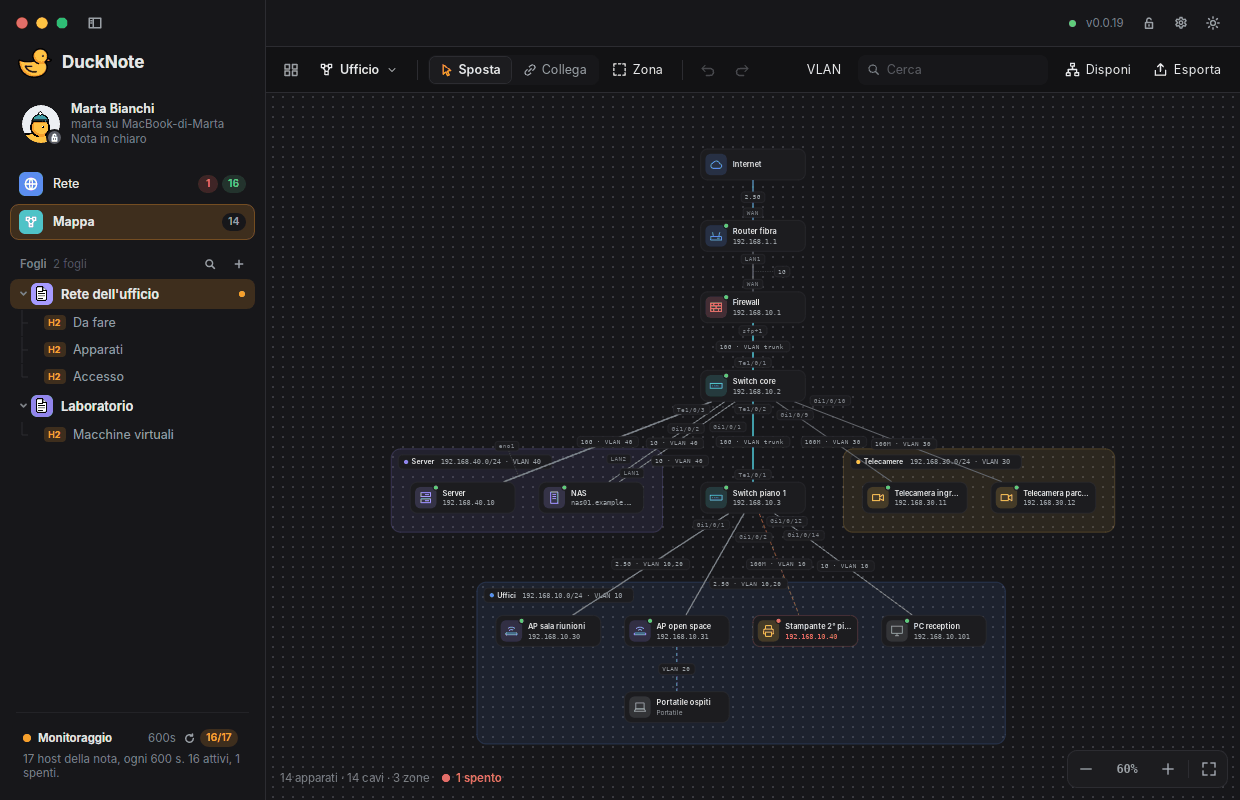 v0.0.19
DuckNote
Ufficio
Sposta
Collega
Zona
VLAN
Cerca
Disponi
Esporta
Marta Bianchi
marta su MacBook-di-Marta
Nota in chiaro
Rete 1 16
Mappa 14
Fogli 2 fogli
Rete dell'ufficio
H2 Da fare
H2 Apparati
H2 Accesso
Laboratorio
H2 Macchine virtuali
Monitoraggio 600s 16/17
17 host della nota, ogni 600 s. 16 attivi, 1
spenti.
Internet
2.5G
WAN
Router fibra
192.168.1.1
LAN1
1G
WAN
Firewall
192.168.10.1
sfp+1
10G · VLAN trunk
Te1/0/1
Switch core
192.168.10.2
Te1/0/3
Te1/0/2
Gi1/0/2
Gi1/0/1
Gi1/0/9
Gi1/0/10
eno1
10G · VLAN 40
1G · VLAN 40
10G · VLAN trunk
100M · VLAN 30
100M · VLAN 30
LAN2
1G · VLAN 40
LAN1
Te1/0/1
Server 192.168.40.0/24 · VLAN 40
Server
192.168.40.10
NAS
nas01.example...
Switch piano 1
192.168.10.3
Telecamere 192.168.30.0/24 · VLAN 30
Telecamera ingr...
192.168.30.11
Telecamera parc...
192.168.30.12
Gi1/0/1
Gi1/0/12
Gi1/0/2
Gi1/0/14
2.5G · VLAN 10,20
100M · VLAN 10
1G · VLAN 10
2.5G · VLAN 10,20
Uffici 192.168.10.0/24 · VLAN 10
AP sala riunioni
192.168.10.30
AP open space
192.168.10.31
Stampante 2° pi...
192.168.10.40
PC reception
192.168.10.101
VLAN 20
Portatile ospiti
Portatile
14 apparati · 14 cavi · 3 zone 1 spento
60%